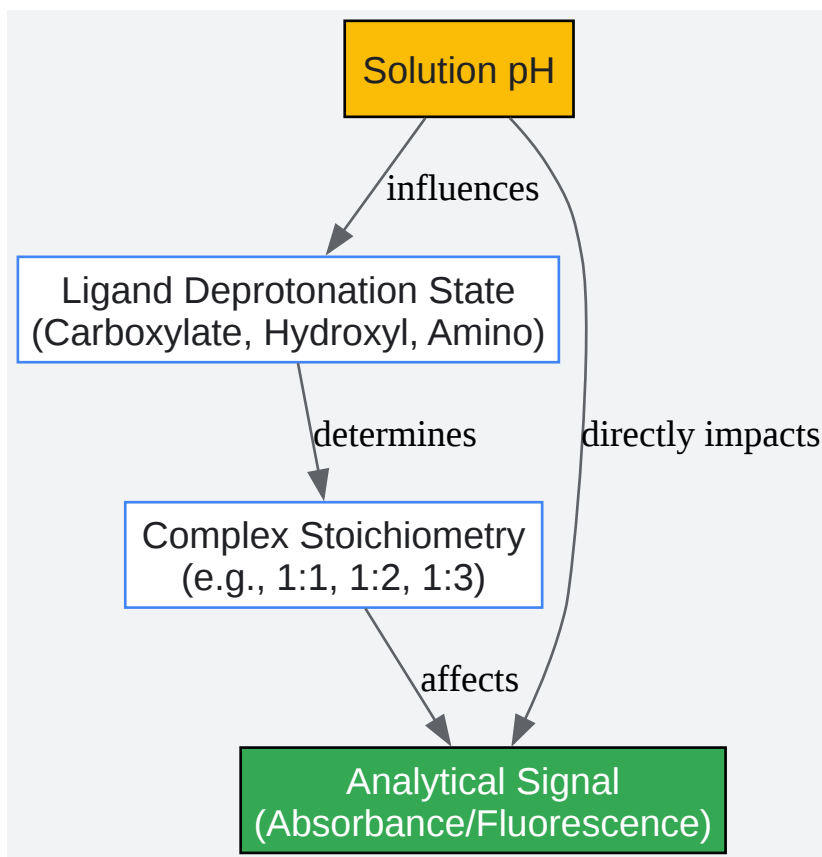 Solution pH
influences
Ligand Deprotonation State
(Carboxylate, Hydroxyl, Amino)
determines
directly impacts
Complex Stoichiometry
(e.g., 1:1, 1:2, 1:3)
affects
Analytical Signal
(Absorbance/Fluorescence)